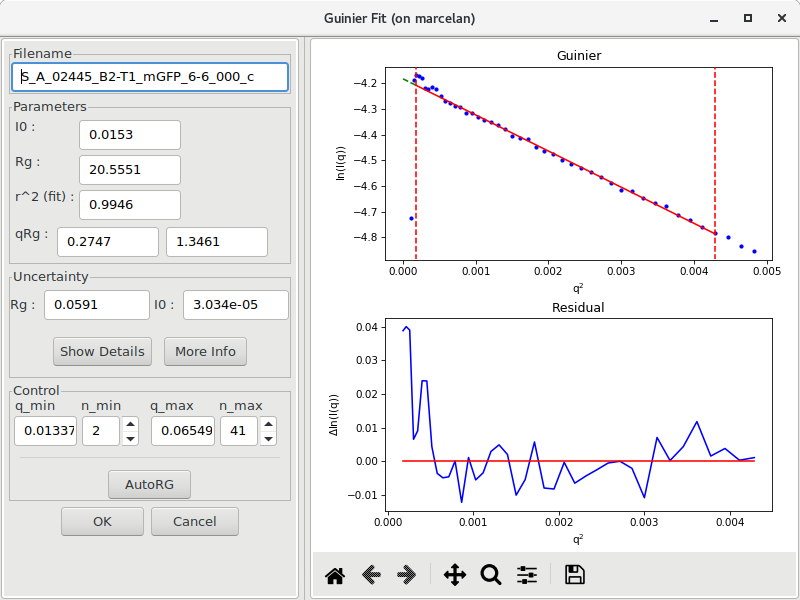 Guinier Fit (on marcelan)
Filename
S_A_02445_B2-T1_mGFP_6-6_000_c
Parameters
I0 : 0.0153
Rg : 20.5551
r^2 (fit) : 0.9946
qRg : 0.2747 1.3461
Uncertainty
Rg : 0.0591 I0 : 3.034e-05
Show Details More Info
Control
q_min n_min q_max n_max
0.01337 2 0.06549 41
AutoRG
OK Cancel
Guinier
ln(I(q))
−4.2
−4.3
−4.4
−4.5
−4.6
−4.7
−4.8
0.000 0.001 0.002 0.003 0.004 0.005
q²
Residual
Δln(I(q))
0.04
0.03
0.02
0.01
0.00
−0.01
0.000 0.001 0.002 0.003 0.004
q²